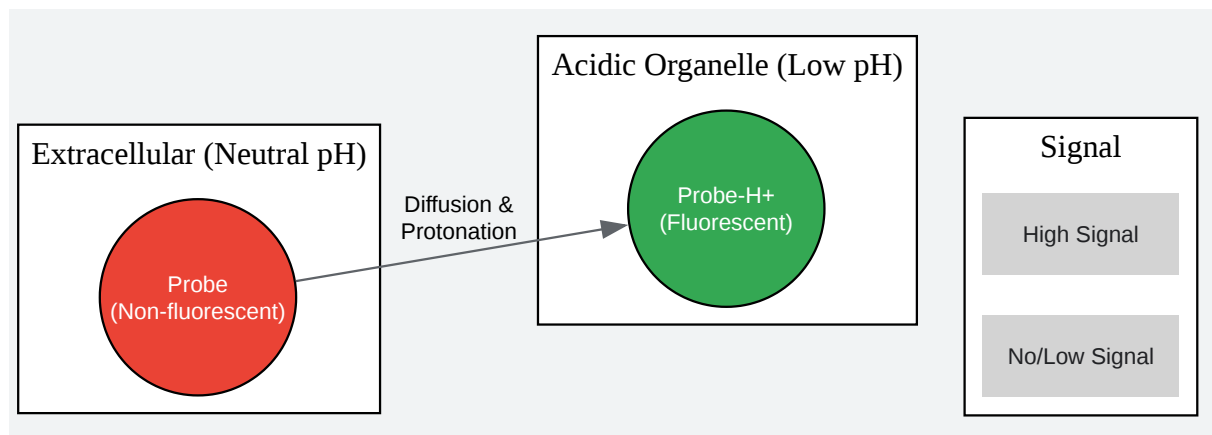 Extracellular (Neutral pH)
Probe
(Non-fluorescent)
Diffusion &
Protonation
Acidic Organelle (Low pH)
Probe-H+
(Fluorescent)
Signal
High Signal
No/Low Signal